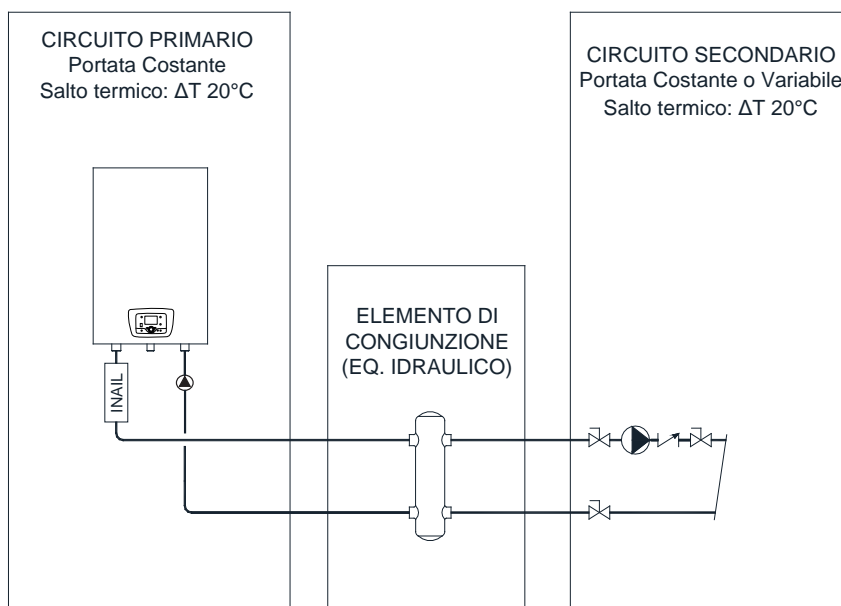 CIRCUITO PRIMARIO
Portata Costante
Salto termico: ΔT 20°C
INAIL
ELEMENTO DI
CONGIUNZIONE
(EQ. IDRAULICO)
CIRCUITO SECONDARIO
Portata Costante o Variabile
Salto termico: ΔT 20°C